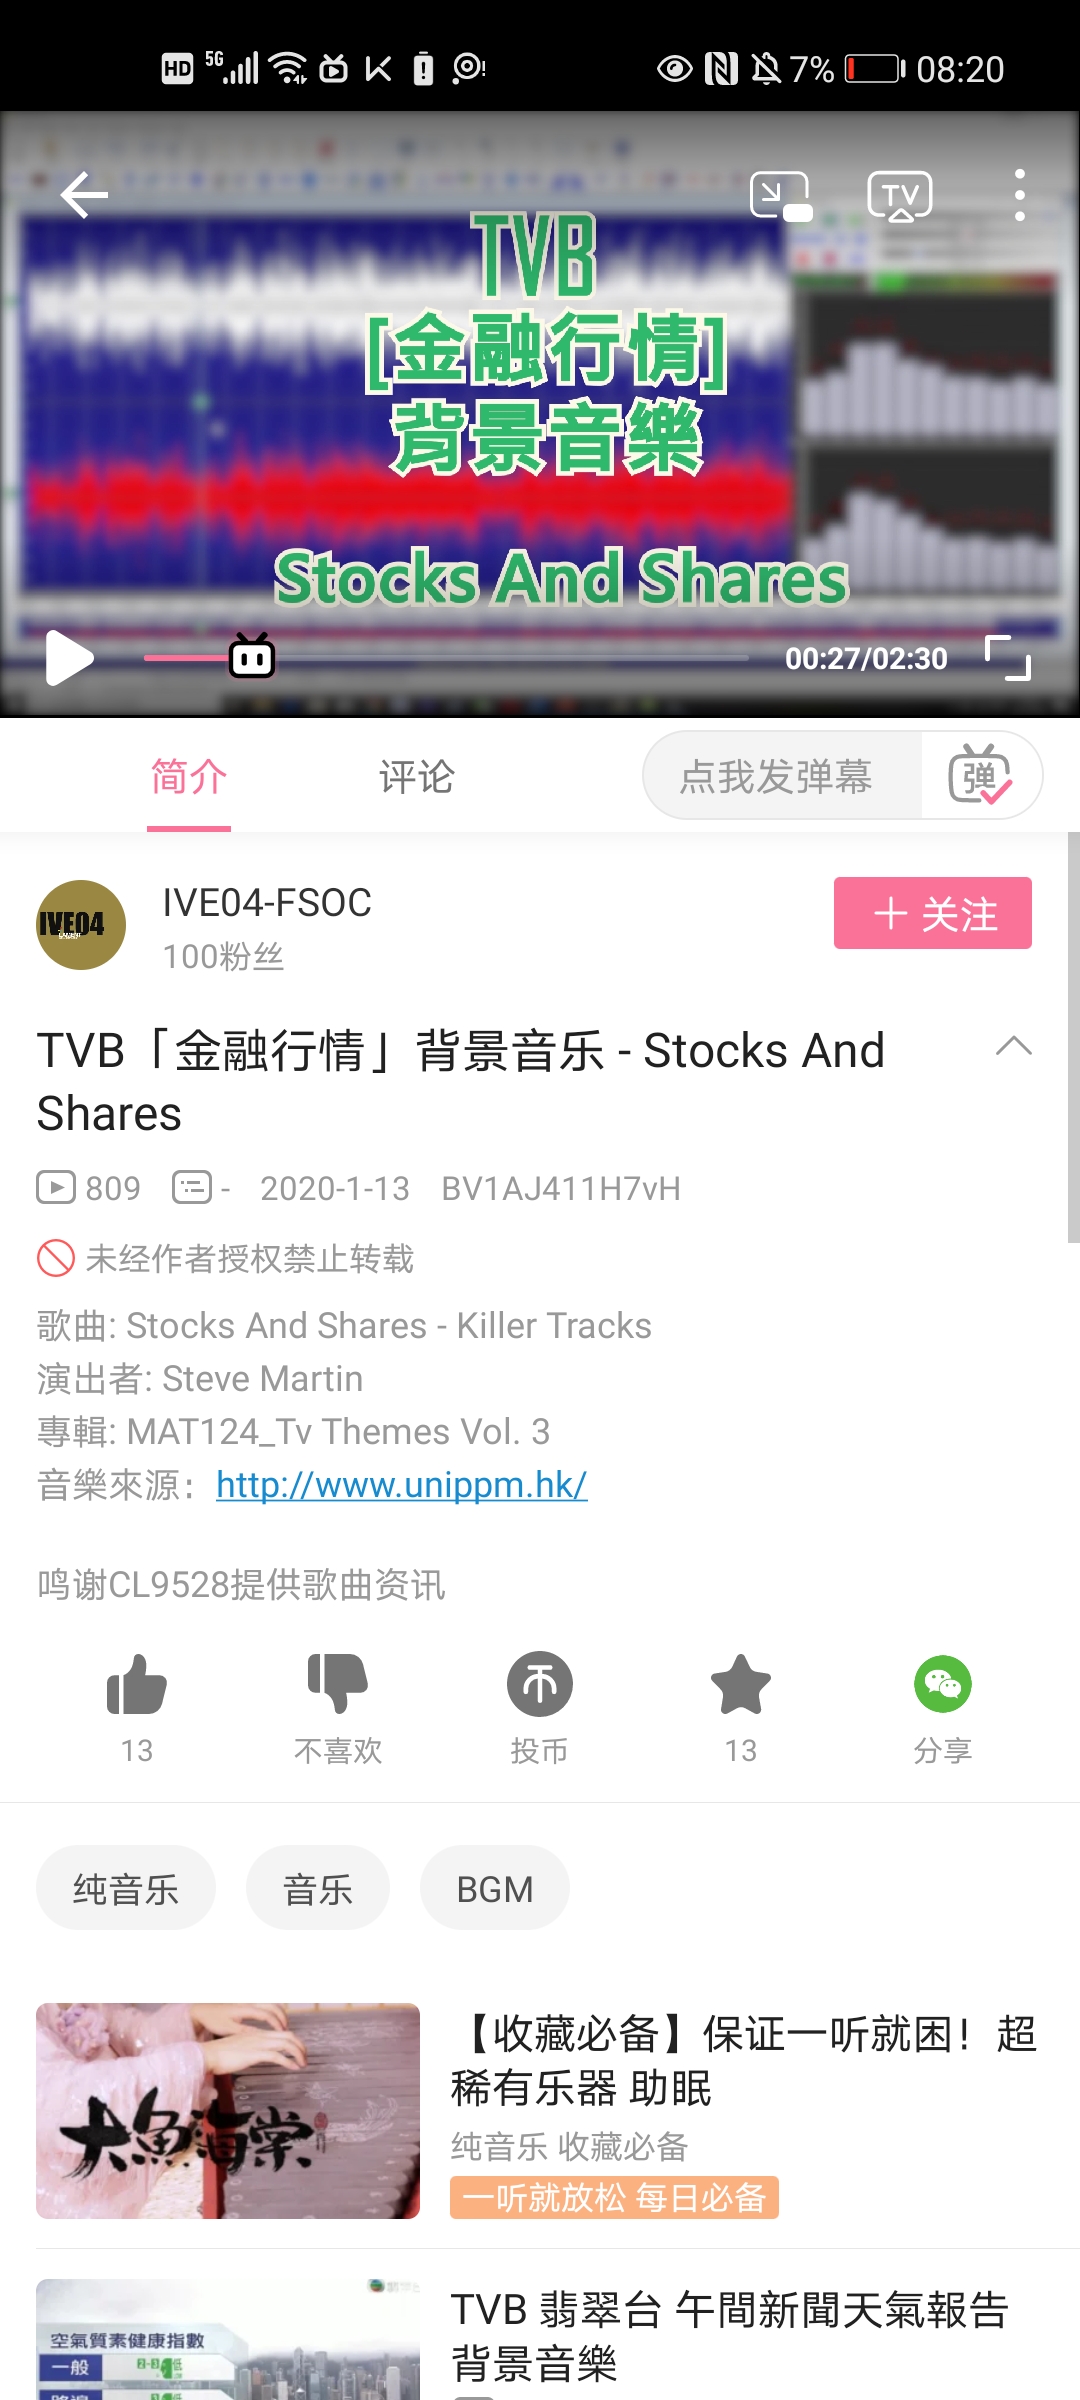 HD 5G 7% 08:20
TV
TVB
[金融行情]
背景音樂
Stocks And Shares
00:27/02:30
简介 评论 点我发弹幕 弹
IVE04
IVE04-FSOC
100粉丝
关注
TVB「金融行情」背景音乐 - Stocks And
Shares
809 - 2020-1-13 BV1AJ411H7vH
未经作者授权禁止转载
歌曲: Stocks And Shares - Killer Tracks
演出者: Steve Martin
專輯: MAT124_Tv Themes Vol. 3
音樂來源：http://www.unippm.hk/
鸣谢CL9528提供歌曲资讯
13 不喜欢 投币 13 分享
纯音乐 音乐 BGM
大魚海棠
【收藏必备】保证一听就困！超
稀有乐器 助眠
纯音乐 收藏必备
一听就放松 每日必备
空氣質素健康指數
一般
TVB 翡翠台 午間新聞天氣報告
背景音樂